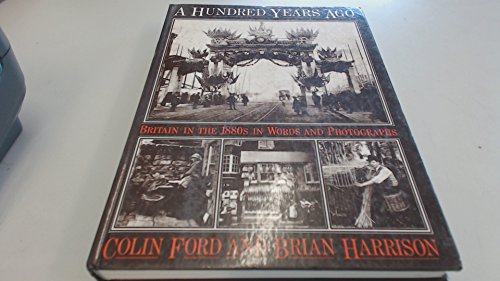 A HUNDRED YEARS AGO
BRITAIN IN THE 1880S IN WORDS AND PHOTOGRAPHS
COLIN FORD AND BRIAN HARRISON